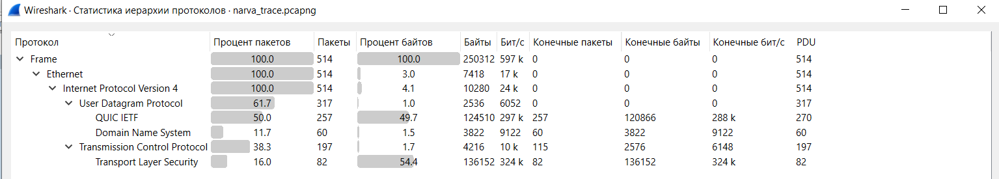 Wireshark · Статистика иерархии протоколов · narva_trace.pcapng
Протокол Процент пакетов Пакеты Процент байтов Байты Бит/с Конечные пакеты Конечные байты Конечные бит/с PDU
Frame 100.0 514 100.0 250312 597 k 0 0 0 514
Ethernet 100.0 514 3.0 7418 17 k 0 0 0 514
Internet Protocol Version 4 100.0 514 4.1 10280 24 k 0 0 0 514
User Datagram Protocol 61.7 317 1.0 2536 6052 0 0 0 317
QUIC IETF 50.0 257 49.7 124510 297 k 257 120866 288 k 270
Domain Name System 11.7 60 1.5 3822 9122 60 3822 9122 60
Transmission Control Protocol 38.3 197 1.7 4216 10 k 115 2576 6148 197
Transport Layer Security 16.0 82 54.4 136152 324 k 82 136152 324 k 82